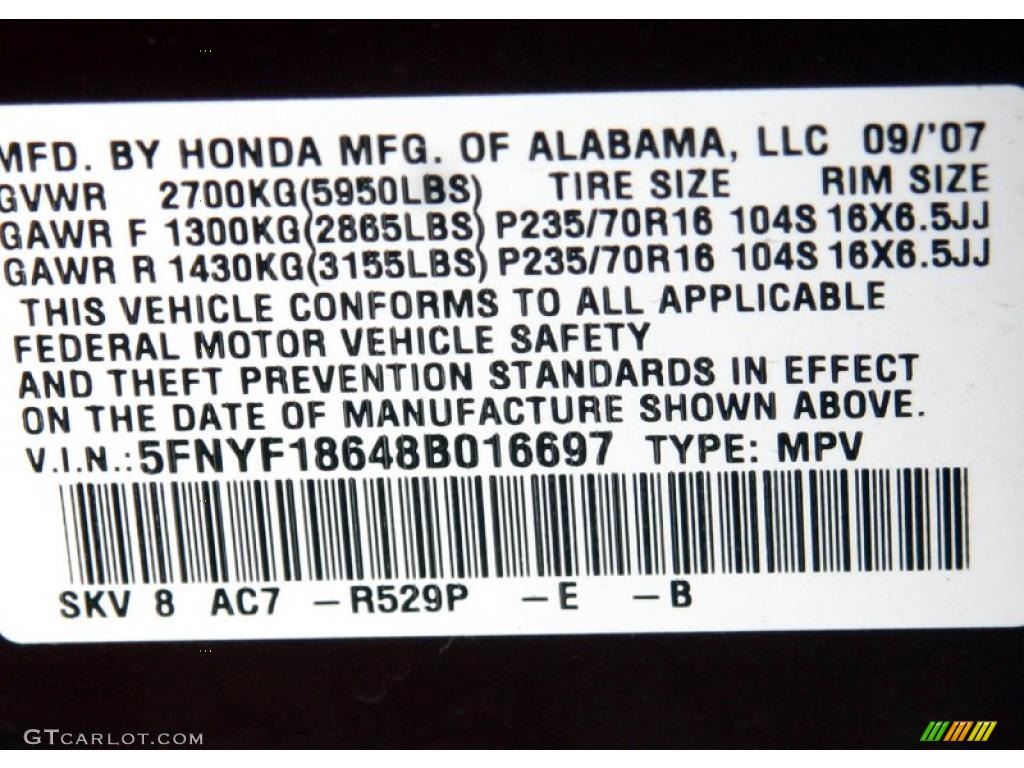 MFD. BY HONDA MFG. OF ALABAMA, LLC 09/'07
GVWR 2700KG(5950LBS) TIRE SIZE RIM SIZE
GAWR F 1300KG(2865LBS) P235/70R16 104S 16X6.5JJ
GAWR R 1430KG(3155LBS) P235/70R16 104S 16X6.5JJ
THIS VEHICLE CONFORMS TO ALL APPLICABLE
FEDERAL MOTOR VEHICLE SAFETY
AND THEFT PREVENTION STANDARDS IN EFFECT
ON THE DATE OF MANUFACTURE SHOWN ABOVE.
V.I.N.:5FNYF18648B016697 TYPE: MPV
SKV 8 AC7 –R529P –E –B
GTCARLOT.COM